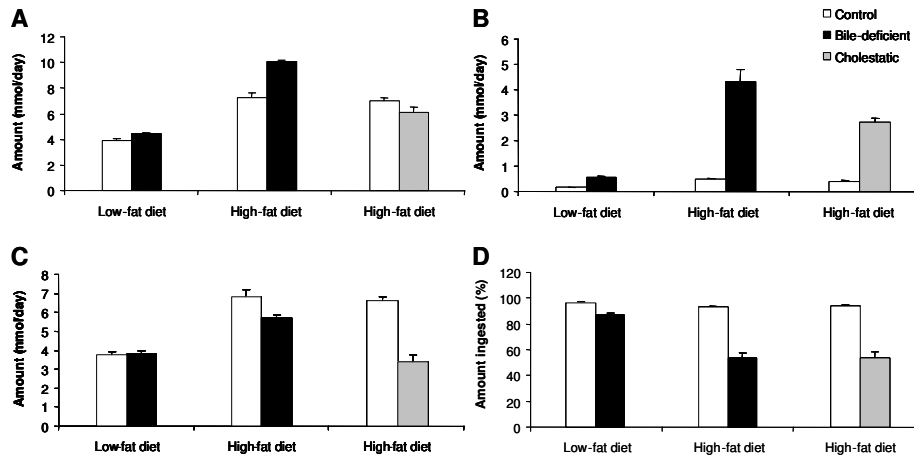 A
Amount (mmol/day)
12
10
8
6
4
2
0
Low-fat diet High-fat diet High-fat diet
B
Amount (mmol/day)
6
5
4
3
2
1
0
Low-fat diet High-fat diet High-fat diet
Control
Bile-deficient
Cholestatic
C
Amount (mmol/day)
8
7
6
5
4
3
2
1
0
Low-fat diet High-fat diet High-fat diet
D
Amount ingested (%)
120
100
80
60
40
20
0
Low-fat diet High-fat diet High-fat diet